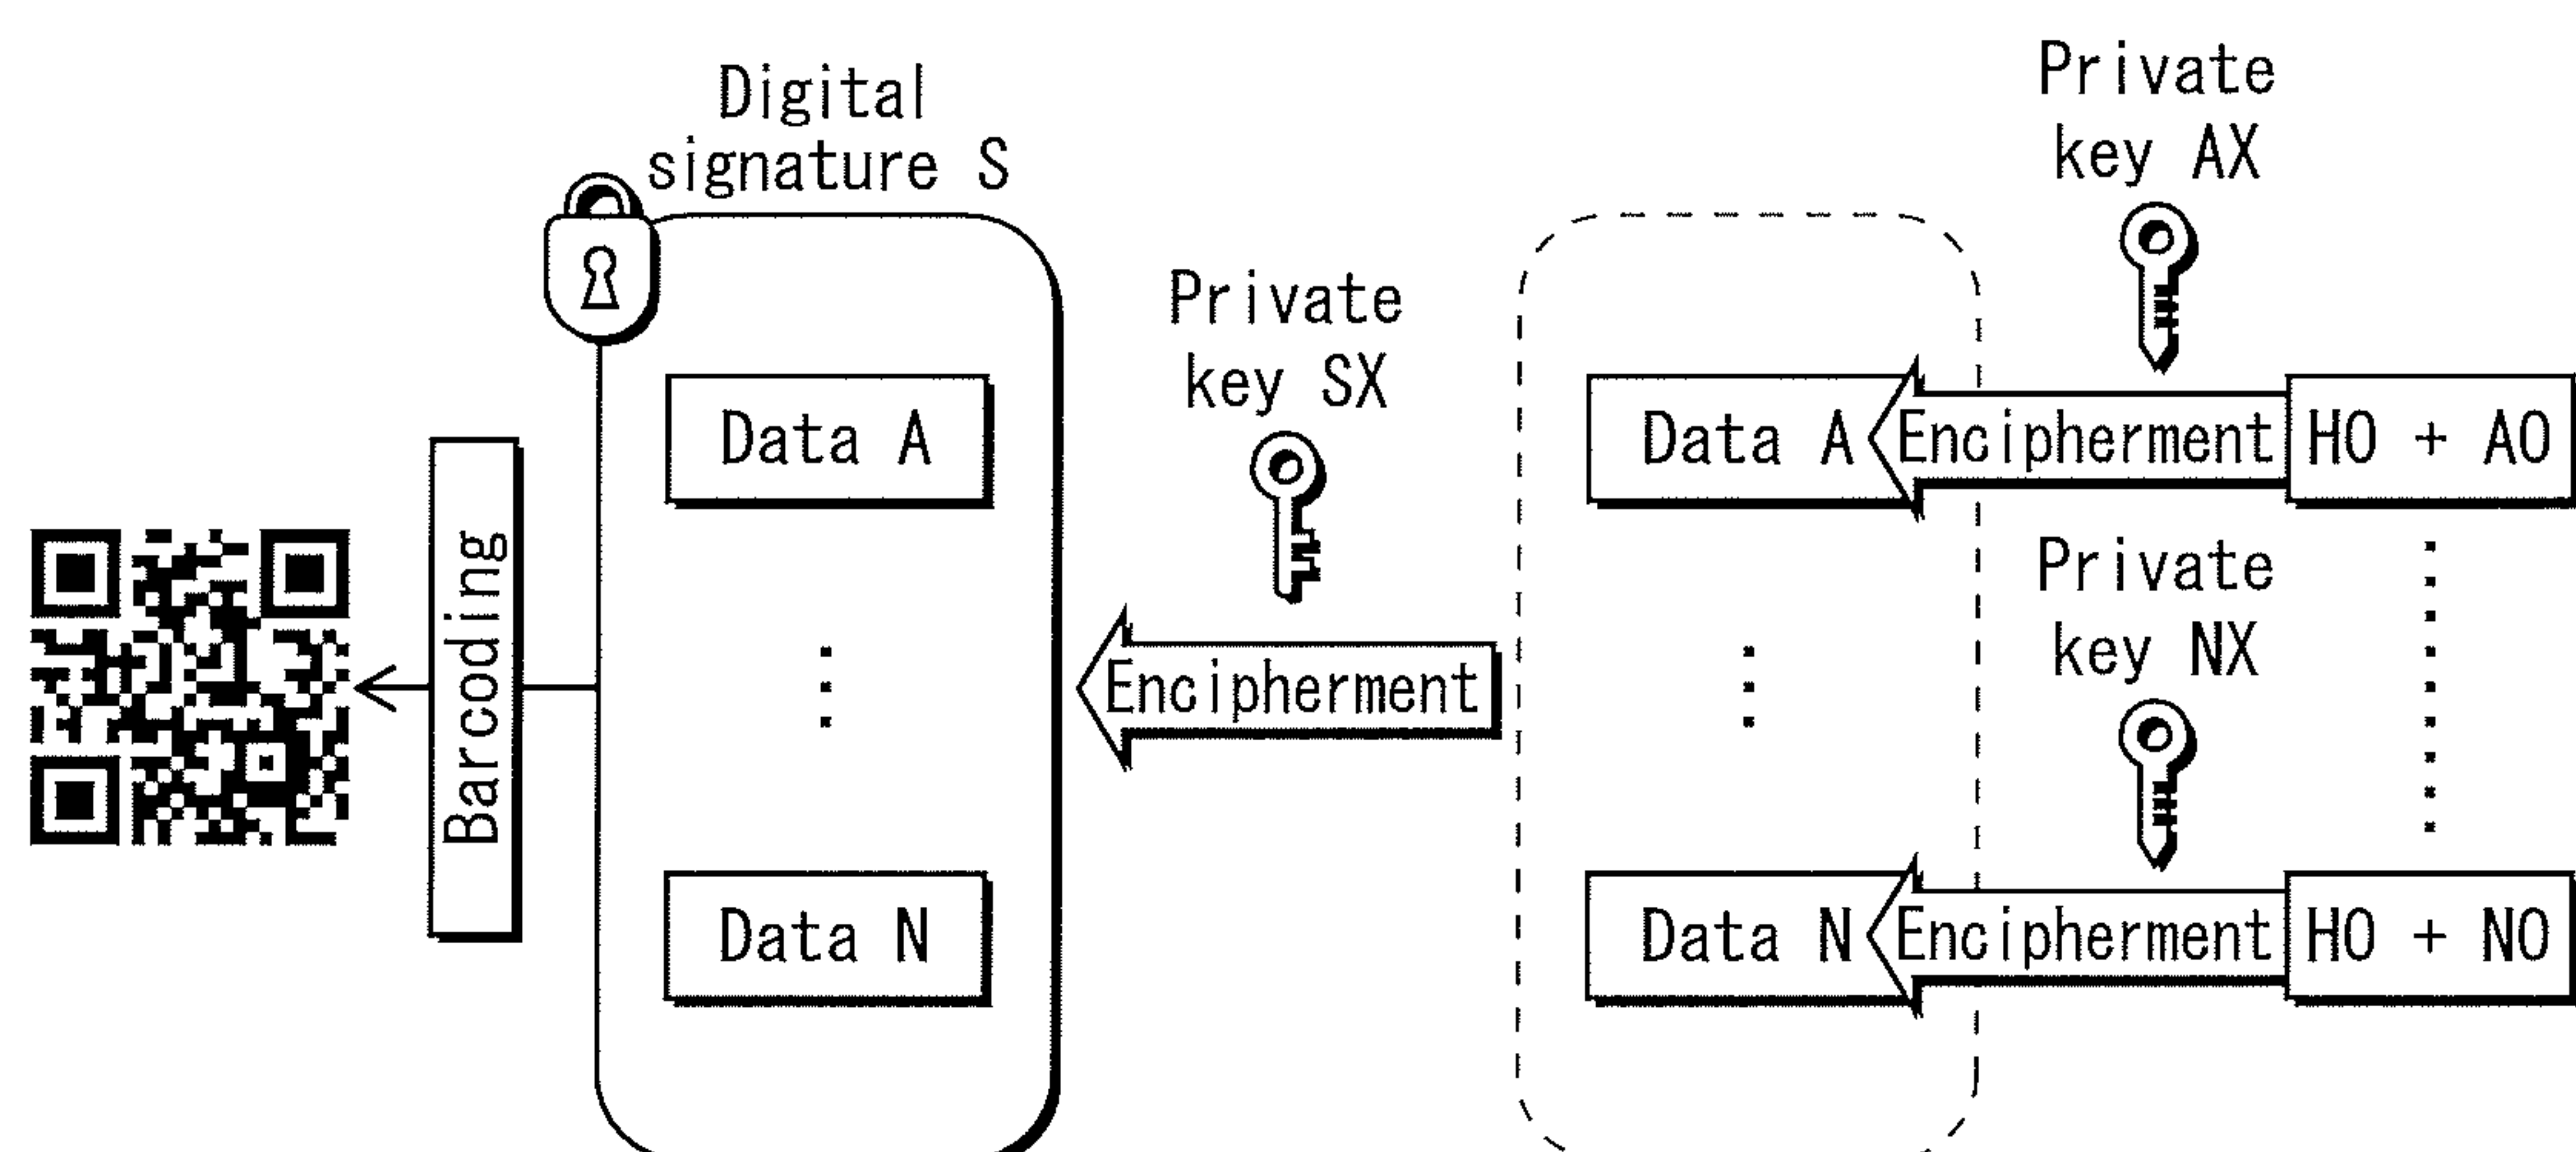 Digital
signature S
Private
key AX
Private
key SX
Data A
Data A
Encipherment
HO + AO
Barcoding
Encipherment
Private
key NX
Data N
Data N
Encipherment
HO + NO